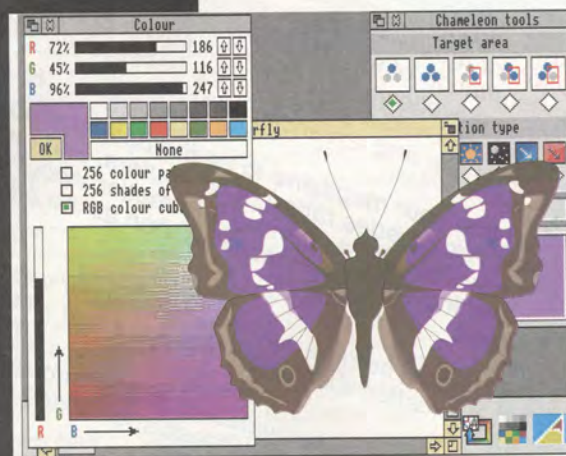 Colour
R 72% 186
G 45% 116
B 96% 247
OK None
256 colour pa
256 shades of
RGB colour cube
G
R B
rfly
Chameleon tools
Target area
tion type